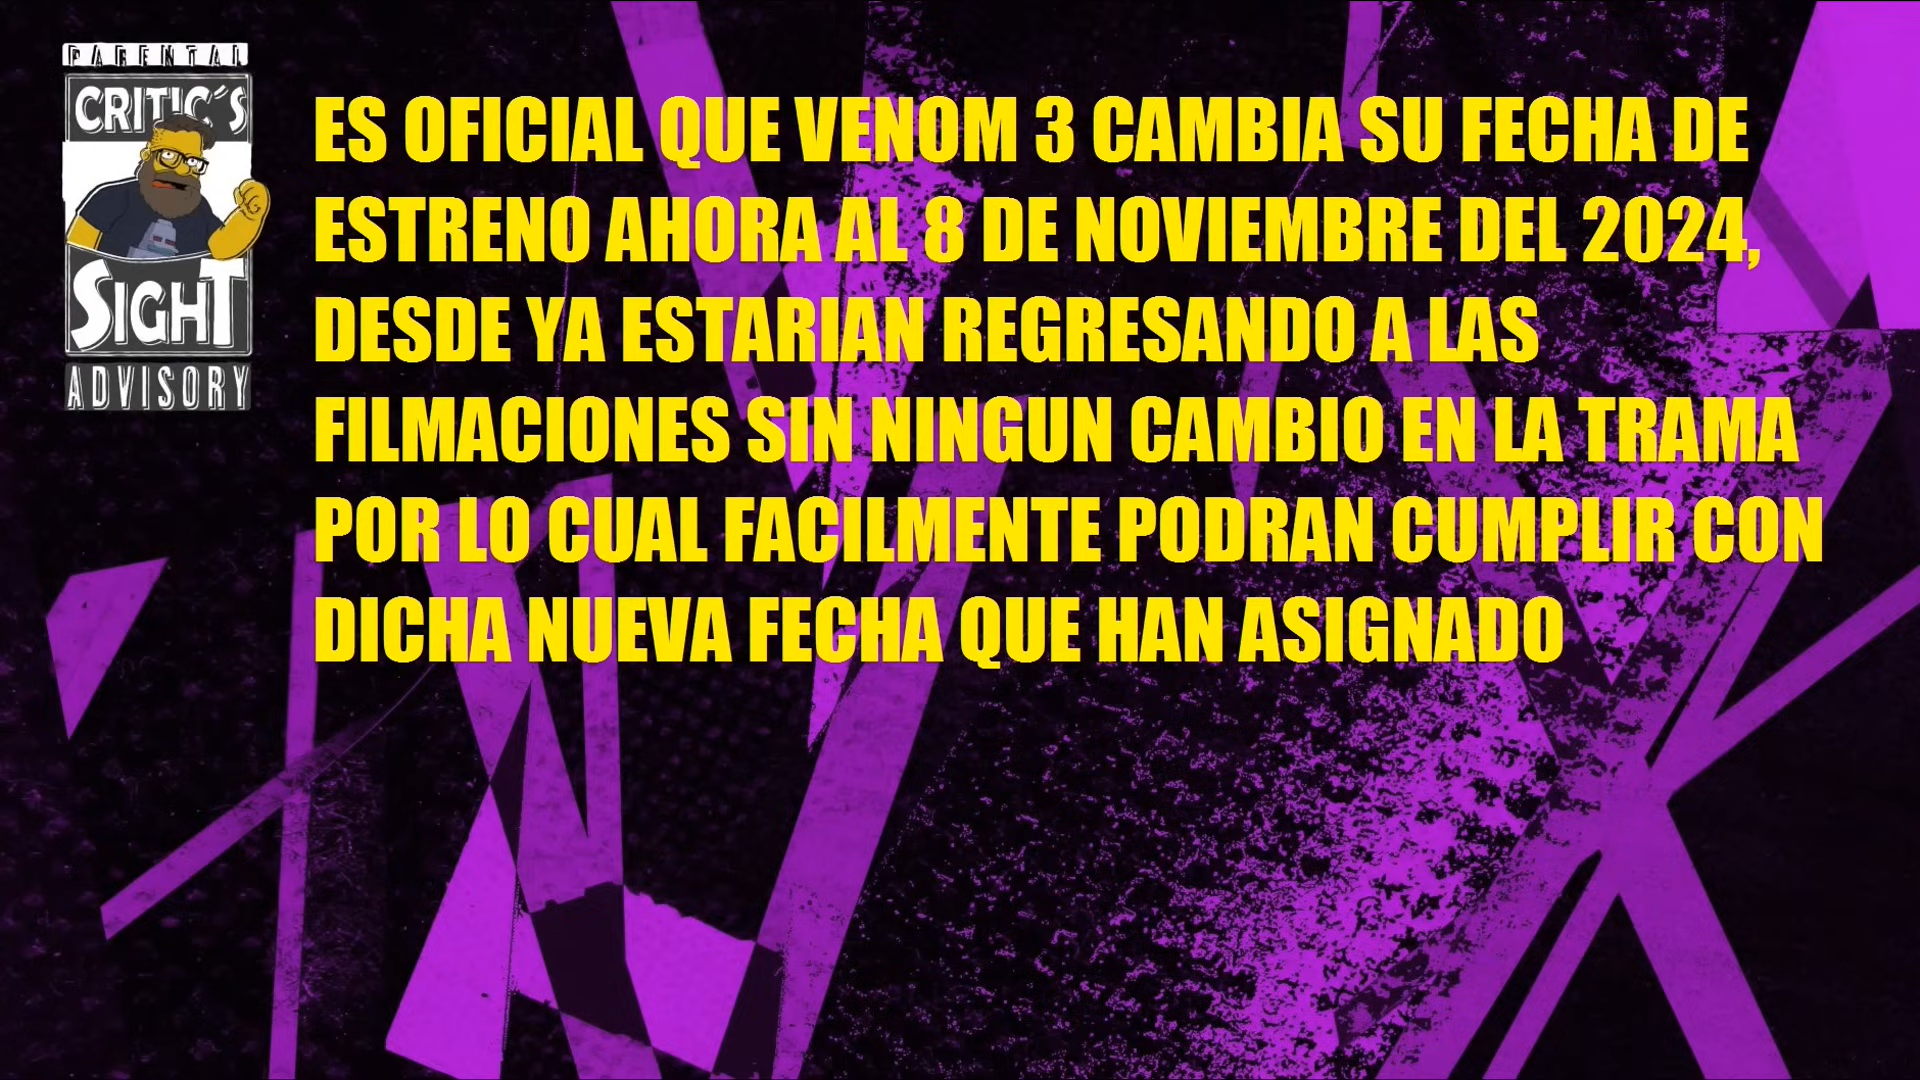 PARENTAL
CRITIC´S
SIGHT
ADVISORY
ES OFICIAL QUE VENOM 3 CAMBIA SU FECHA DE
ESTRENO AHORA AL 8 DE NOVIEMBRE DEL 2024,
DESDE YA ESTARIAN REGRESANDO A LAS
FILMACIONES SIN NINGUN CAMBIO EN LA TRAMA
POR LO CUAL FACILMENTE PODRAN CUMPLIR CON
DICHA NUEVA FECHA QUE HAN ASIGNADO